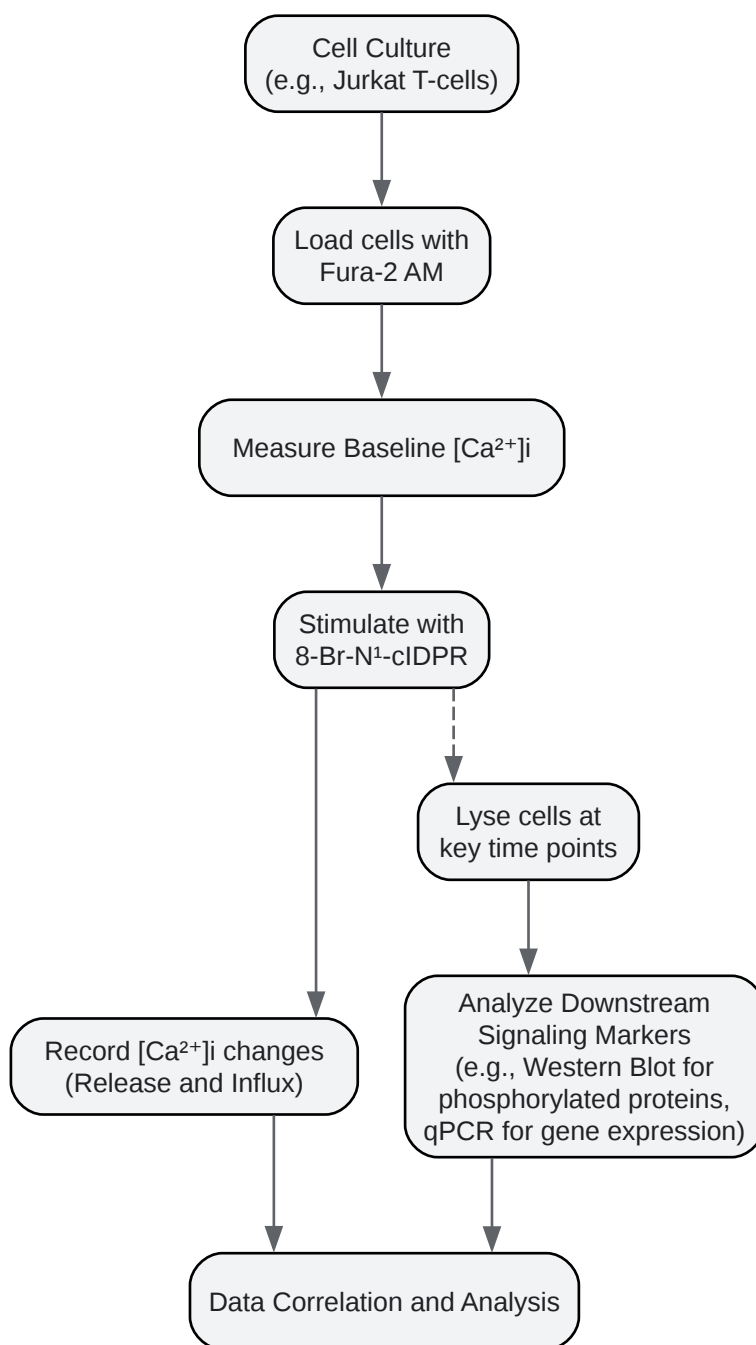 Cell Culture
(e.g., Jurkat T-cells)
Load cells with
Fura-2 AM
Measure Baseline [Ca²⁺]i
Stimulate with
8-Br-N¹-cIDPR
Lyse cells at
key time points
Record [Ca²⁺]i changes
(Release and Influx)
Analyze Downstream
Signaling Markers
(e.g., Western Blot for
phosphorylated proteins,
qPCR for gene expression)
Data Correlation and Analysis